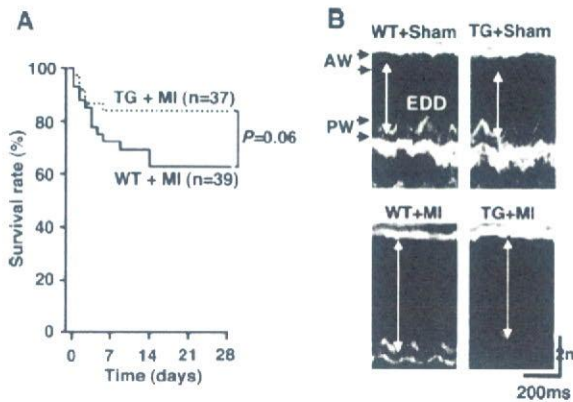 A
100
80
60
40
20
0
Survival rate (%)
TG + MI (n=37)
P=0.06
WT + MI (n=39)
0 7 14 21 28
Time (days)
B
WT+Sham TG+Sham
AW
EDD
PW
WT+MI TG+MI
200ms